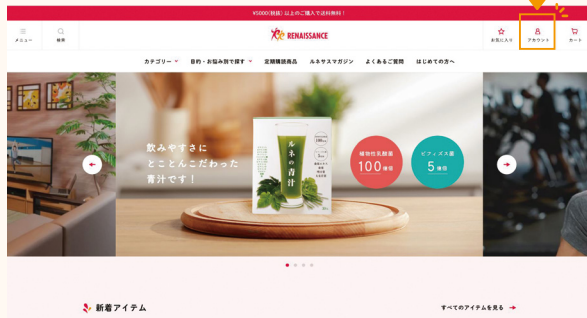 ¥5000(税抜)以上のご購入で送料無料!
メニュー
検索
RENAISSANCE
お気に入り
アカウント
カート
カテゴリー
目的・お悩み別で探す
定期購読商品
ルネサスマガジン
よくあるご質問
はじめての方へ
飲みやすさに
とことんこだわった
青汁です!
ルネの青汁
植物性乳酸菌
100億個
ビフィズス菌
5億個
新着アイテム
すべてのアイテムを見る